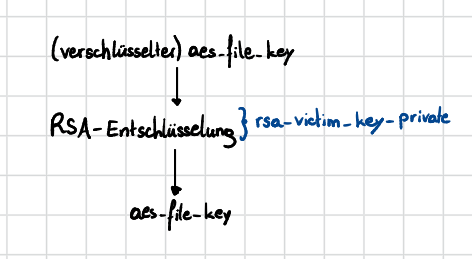 (verschlüsselter) aes-file-key
RSA-Entschlüsselung } rsa-victim-key-private
aes-file-key